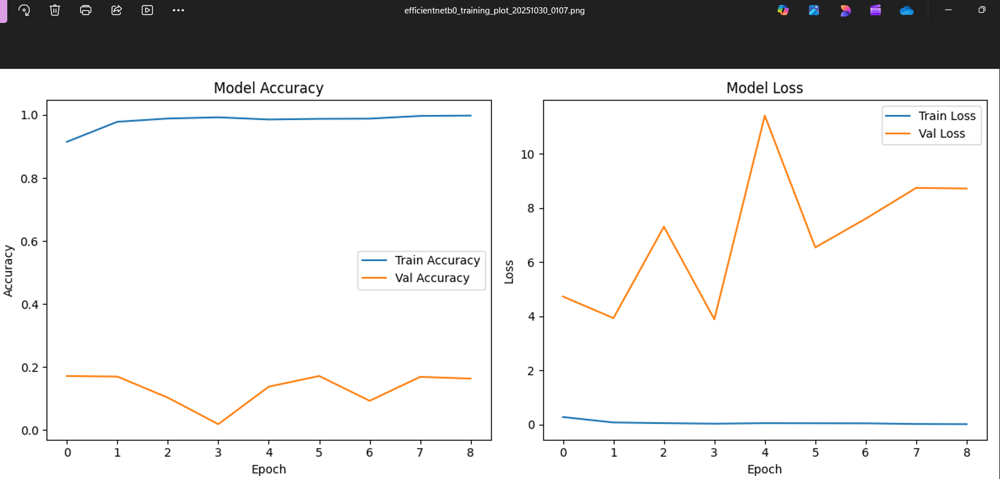 efficientnetb0_training_plot_20251030_0107.png
Model Accuracy
1.0
0.8
0.6
0.4
0.2
0.0
Accuracy
Train Accuracy
Val Accuracy
0 1 2 3 4 5 6 7 8
Epoch
Model Loss
10
8
6
4
2
0
Loss
Train Loss
Val Loss
0 1 2 3 4 5 6 7 8
Epoch